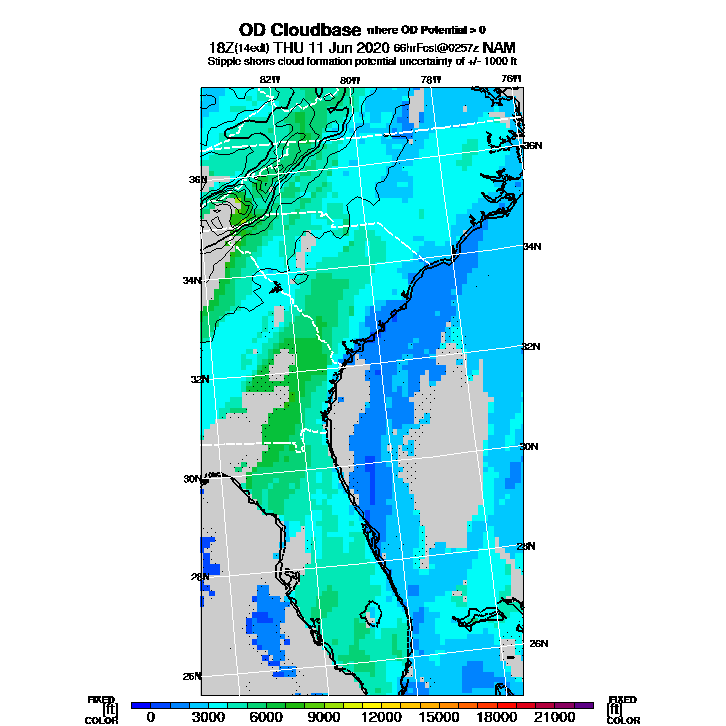 OD Cloudbase where OD Potential > 0
18Z(14edt) THU 11 Jun 2020 66hrFcst@0257z NAM
Stipple shows cloud formation potential uncertainty of +/- 1000 ft
82W 80W 78W 76W
36N
36N
34N
34N
32N
32N
30N
30N
28N
28N
26N
26N
FIXED [ft] COLOR
0 3000 6000 9000 12000 15000 18000 21000
FIXED [ft] COLOR